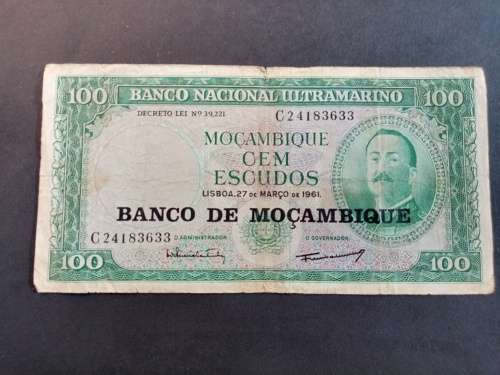 100 BANCO NACIONAL ULTRAMARINO 100
DECRETO LEI Nº 39,221 C24183633
MOÇAMBIQUE
CEM
ESCUDOS
LISBOA, 27 DE MARÇO DE 1961.
BANCO DE MOÇAMBIQUE
C24183633 O ADMINISTRADOR O GOVERNADOR
100 100